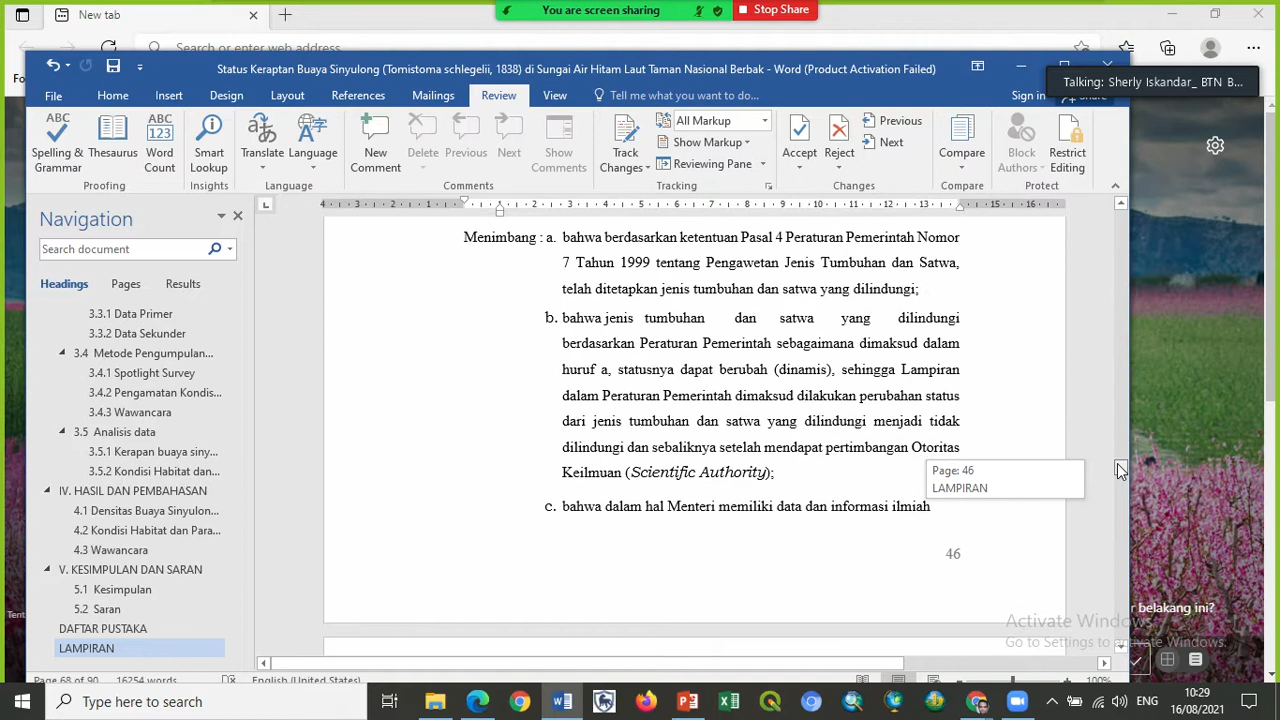 New tab
You are screen sharing
Stop Share
Search or enter web address
Status Keraptan Buaya Sinyulong (Tomistoma schlegelii, 1838) di Sungai Air Hitam Laut Taman Nasional Berbak - Word (Product Activation Failed)
Talking: Sherly Iskandar_ BTN B...
File
Home
Insert
Design
Layout
References
Mailings
Review
View
Tell me what you want to do...
Sign in
Share
Spelling & Grammar
Thesaurus
Word Count
Smart Lookup
Translate
Language
New Comment
Delete
Previous
Next
Show Comments
Track Changes
All Markup
Show Markup
Reviewing Pane
Accept
Reject
Previous
Next
Compare
Block Authors
Restrict Editing
Proofing
Insights
Language
Comments
Tracking
Changes
Compare
Protect
Navigation
Search document
Headings
Pages
Results
3.3.1 Data Primer
3.3.2 Data Sekunder
3.4 Metode Pengumpulan...
3.4.1 Spotlight Survey
3.4.2 Pengamatan Kondis...
3.4.3 Wawancara
3.5 Analisis data
3.5.1 Kerapan buaya siny...
3.5.2 Kondisi Habitat dan...
IV. HASIL DAN PEMBAHASAN
4.1 Densitas Buaya Sinyulon...
4.2 Kondisi Habitat dan Para...
4.3 Wawancara
V. KESIMPULAN DAN SARAN
5.1 Kesimpulan
5.2 Saran
DAFTAR PUSTAKA
LAMPIRAN
Menimbang : a. bahwa berdasarkan ketentuan Pasal 4 Peraturan Pemerintah Nomor
7 Tahun 1999 tentang Pengawetan Jenis Tumbuhan dan Satwa,
telah ditetapkan jenis tumbuhan dan satwa yang dilindungi;
b. bahwa jenis tumbuhan dan satwa yang dilindungi
berdasarkan Peraturan Pemerintah sebagaimana dimaksud dalam
huruf a, statusnya dapat berubah (dinamis), sehingga Lampiran
dalam Peraturan Pemerintah dimaksud dilakukan perubahan status
dari jenis tumbuhan dan satwa yang dilindungi menjadi tidak
dilindungi dan sebaliknya setelah mendapat pertimbangan Otoritas
Keilmuan (Scientific Authority);
c. bahwa dalam hal Menteri memiliki data dan informasi ilmiah
46
Page: 46
LAMPIRAN
r belakang ini?
Activate Windows
Go to Settings to activate Windows.
Page 68 of 90
16254 words
English (United States)
100%
Type here to search
ENG
10:29
16/08/2021